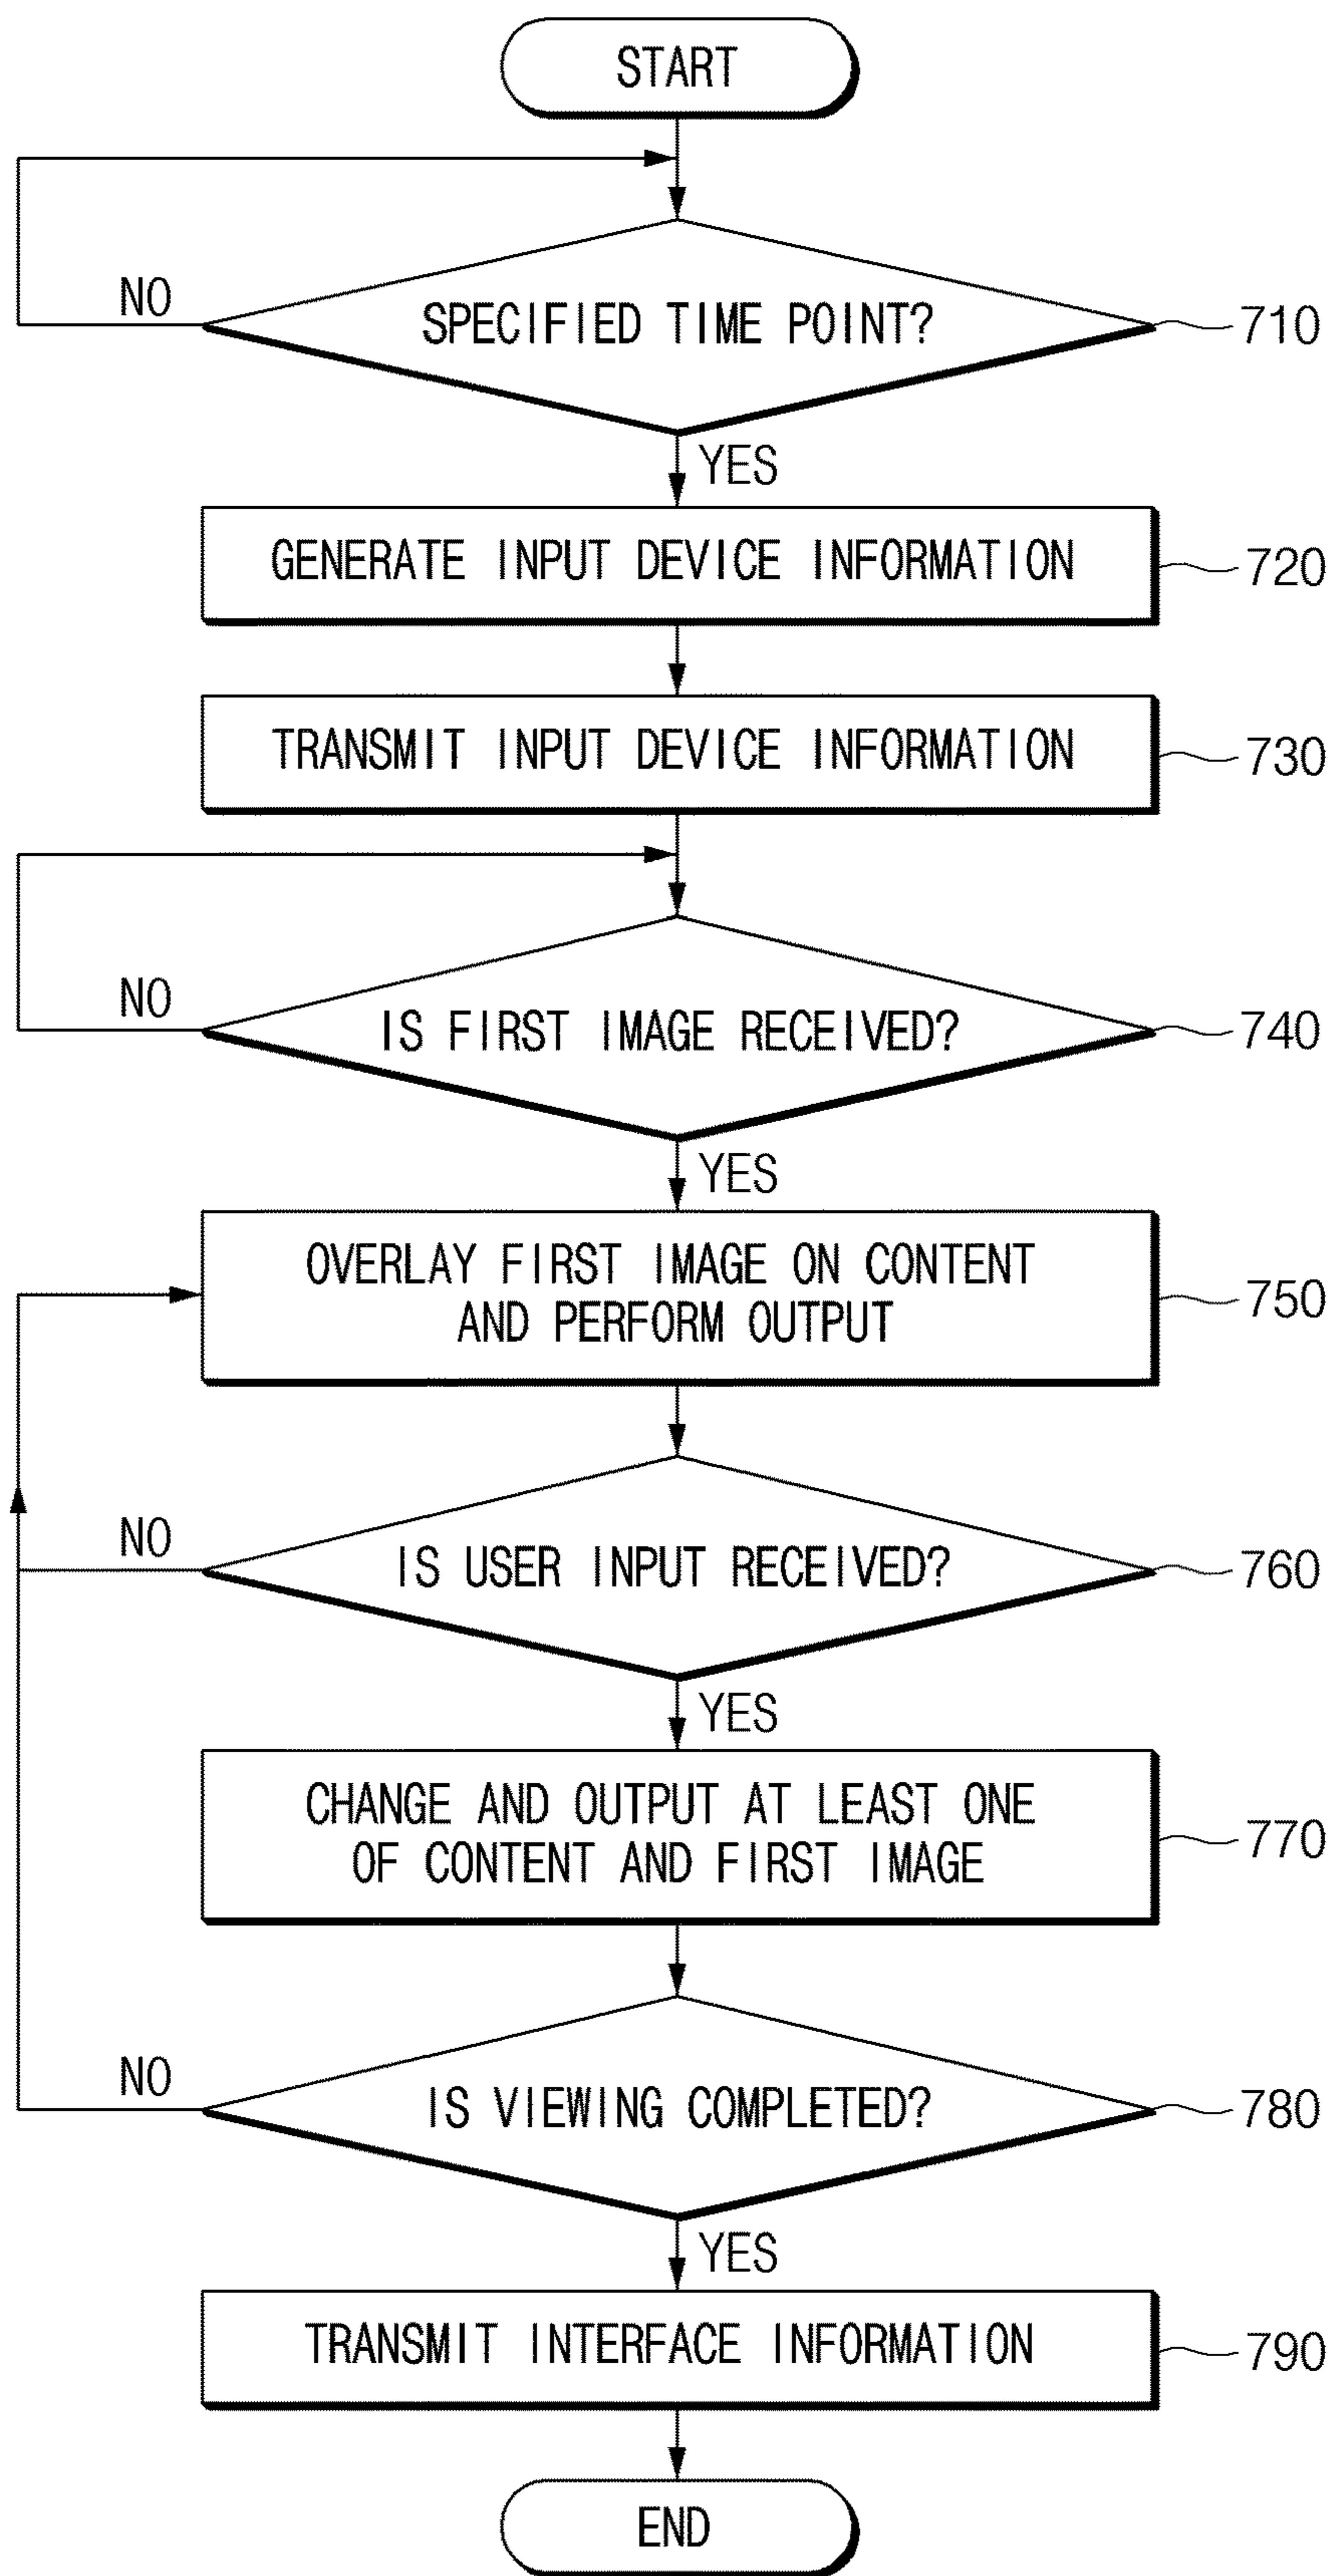 START
NO
SPECIFIED TIME POINT?
710
YES
GENERATE INPUT DEVICE INFORMATION
720
TRANSMIT INPUT DEVICE INFORMATION
730
NO
IS FIRST IMAGE RECEIVED?
740
YES
OVERLAY FIRST IMAGE ON CONTENT
AND PERFORM OUTPUT
750
NO
IS USER INPUT RECEIVED?
760
YES
CHANGE AND OUTPUT AT LEAST ONE
OF CONTENT AND FIRST IMAGE
770
NO
IS VIEWING COMPLETED?
780
YES
TRANSMIT INTERFACE INFORMATION
790
END